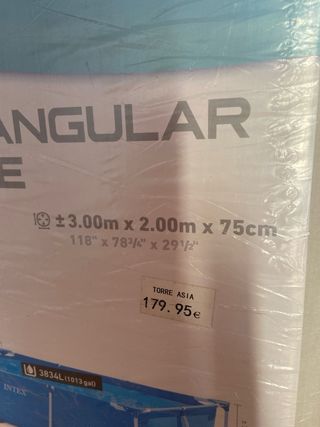 ANGULAR
E
± 3.00m x 2.00m x 75cm
118" x 78¾" x 29½"
TORRE ASIA
179.95€
3834L (1013 gal)
INTEX